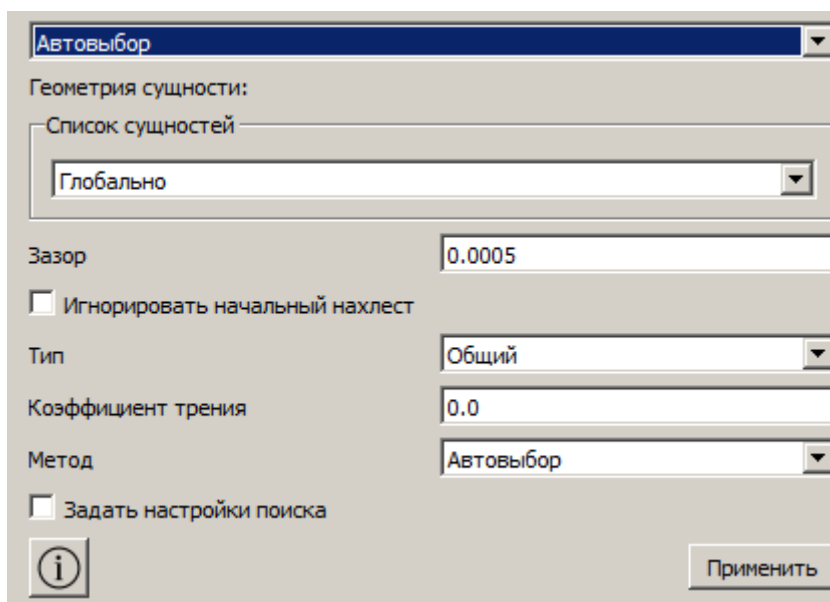 Автовыбор
Геометрия сущности:
Список сущностей
Глобально
Зазор 0.0005
Игнорировать начальный нахлест
Тип Общий
Коэффициент трения 0.0
Метод Автовыбор
Задать настройки поиска
i Применить